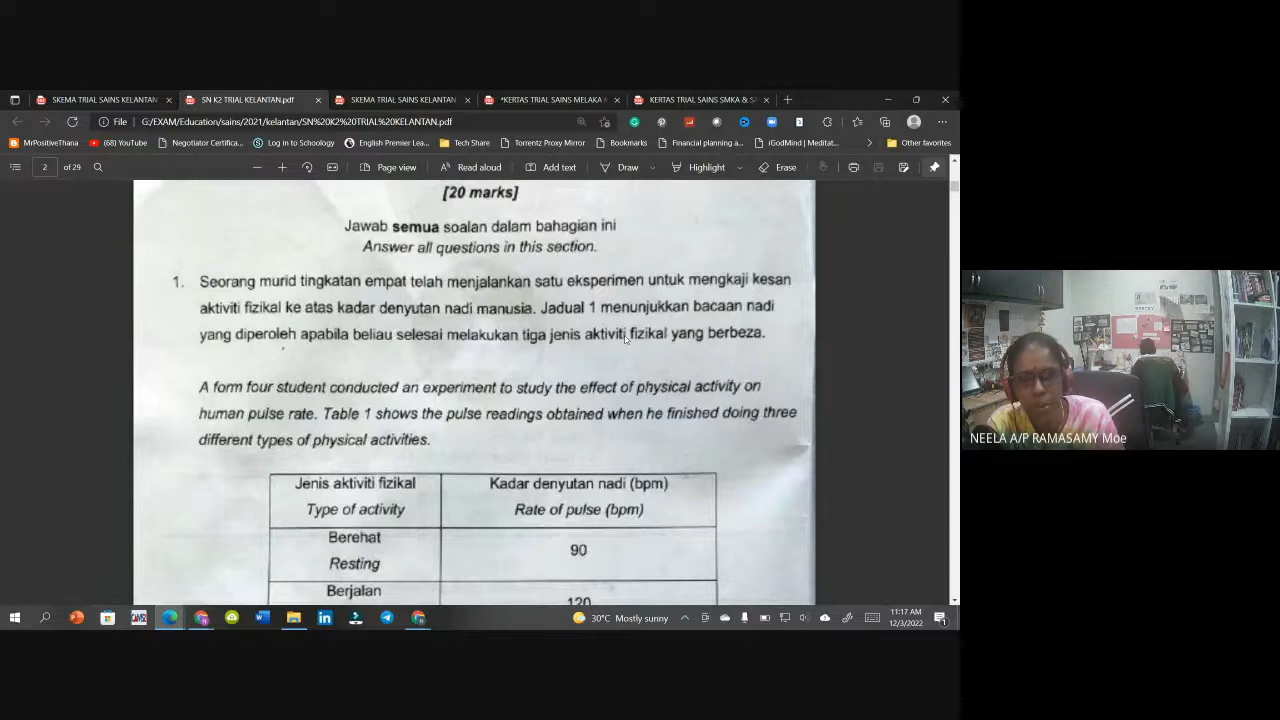 SKEMA TRIAL SAINS KELANTAN
SN K2 TRIAL KELANTAN.pdf
SKEMA TRIAL SAINS KELANTAN
*KERTAS TRIAL SAINS MELAKA K
KERTAS TRIAL SAINS SMKA & S
File
G:/EXAM/Education/sains/2021/kelantan/SN%20K2%20TRIAL%20KELANTAN.pdf
MrPositiveThana
(68) YouTube
Negotiator Certifica...
Log in to Schoology
English Premier Lea...
Tech Share
Torrentz Proxy Mirror
Bookmarks
Financial planning a...
iGodMind | Meditat...
Other favorites
2
of 29
Page view
Read aloud
Add text
Draw
Highlight
Erase
[20 marks]
Jawab semua soalan dalam bahagian ini
Answer all questions in this section.
1. Seorang murid tingkatan empat telah menjalankan satu eksperimen untuk mengkaji kesan
aktiviti fizikal ke atas kadar denyutan nadi manusia. Jadual 1 menunjukkan bacaan nadi
yang diperoleh apabila beliau selesai melakukan tiga jenis aktiviti fizikal yang berbeza.
A form four student conducted an experiment to study the effect of physical activity on
human pulse rate. Table 1 shows the pulse readings obtained when he finished doing three
different types of physical activities.
Jenis aktiviti fizikal
Type of activity
Kadar denyutan nadi (bpm)
Rate of pulse (bpm)
Berehat
Resting
90
Berjalan
120
NEELA A/P RAMASAMY Moe
30°C Mostly sunny
11:17 AM
12/3/2022